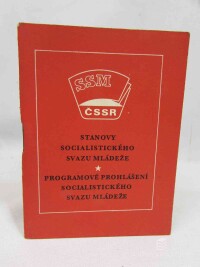 SSM
ČSSR
STANOVY
SOCIALISTICKÉHO
SVAZU MLÁDEŽE
PROGRAMOVÉ PROHLÁŠENÍ
SOCIALISTICKÉHO
SVAZU MLÁDEŽE